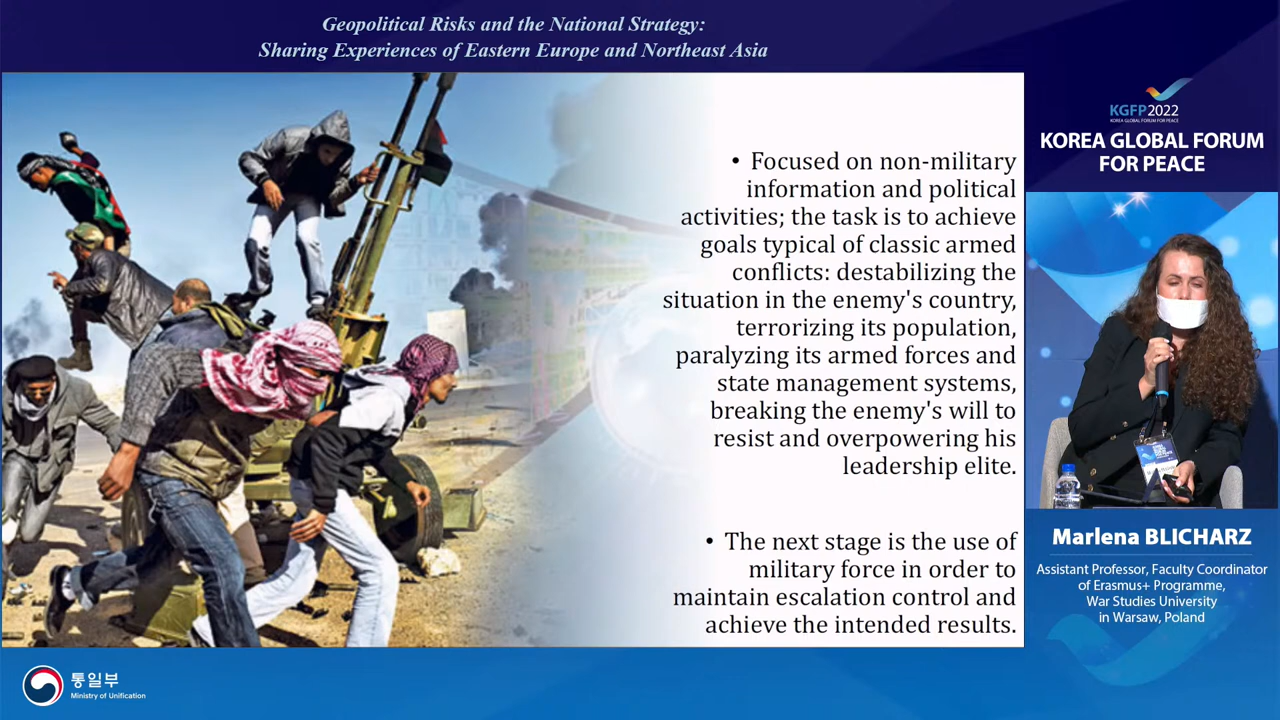 Geopolitical Risks and the National Strategy:
Sharing Experiences of Eastern Europe and Northeast Asia
• Focused on non-military
information and political
activities; the task is to achieve
goals typical of classic armed
conflicts: destabilizing the
situation in the enemy's country,
terrorizing its population,
paralyzing its armed forces and
state management systems,
breaking the enemy's will to
resist and overpowering his
leadership elite.
• The next stage is the use of
military force in order to
maintain escalation control and
achieve the intended results.
KGFP2022
KOREA GLOBAL FORUM FOR PEACE
KOREA GLOBAL FORUM
FOR PEACE
Marlena BLICHARZ
Assistant Professor, Faculty Coordinator
of Erasmus+ Programme,
War Studies University
in Warsaw, Poland
통일부
Ministry of Unification